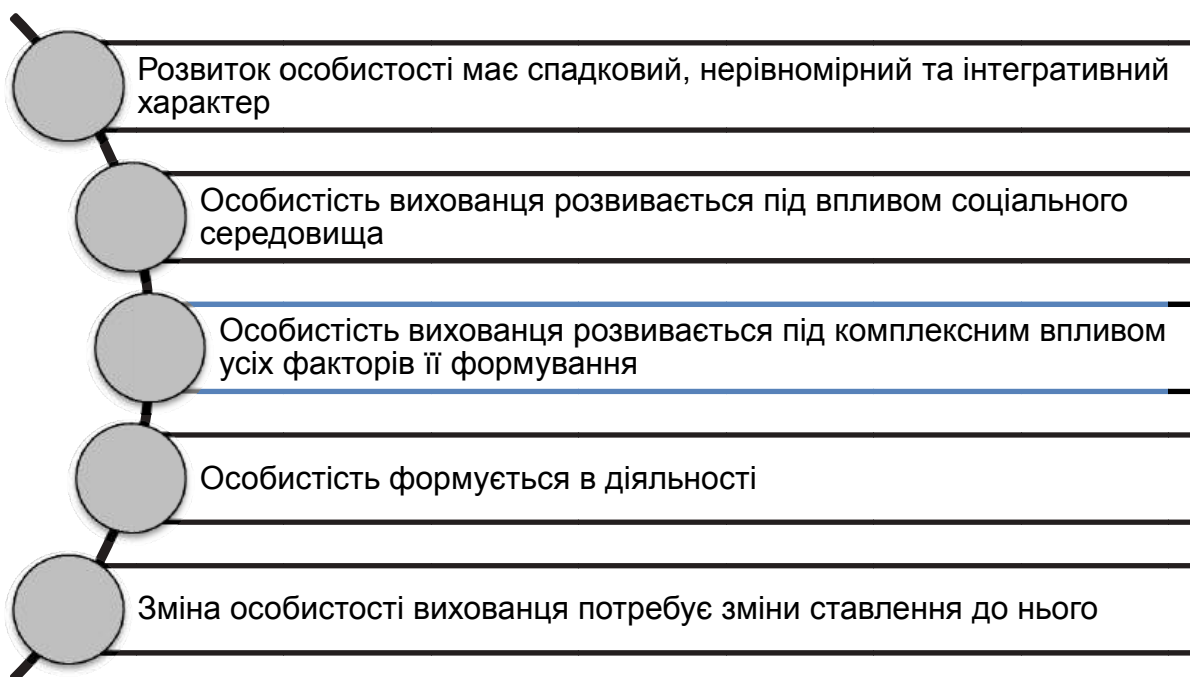 Розвиток особистості має спадковий, нерівномірний та інтегративний
характер
Особистість вихованця розвивається під впливом соціального
середовища
Особистість вихованця розвивається під комплексним впливом
усіх факторів її формування
Особистість формується в діяльності
Зміна особистості вихованця потребує зміни ставлення до нього